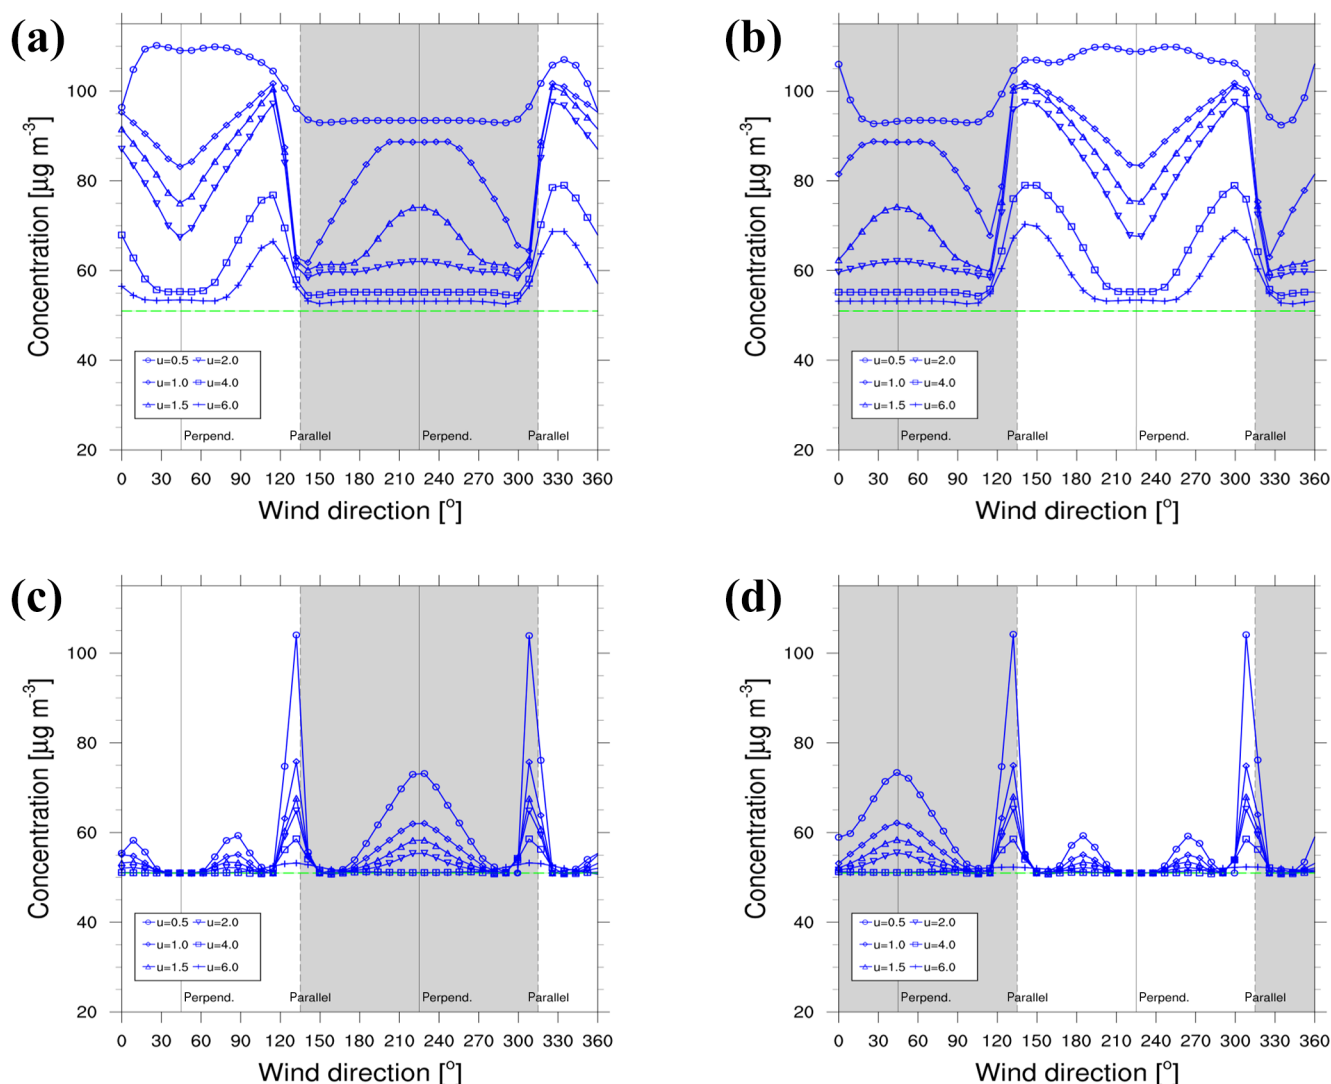 (a)
Concentration [µg m-3]
100
80
60
40
20
u=0.5 u=2.0
u=1.0 u=4.0
u=1.5 u=6.0
Perpend. Parallel Perpend. Parallel
0 30 60 90 120 150 180 210 240 270 300 330 360
Wind direction [o]
(b)
Concentration [µg m-3]
100
80
60
40
20
u=0.5 u=2.0
u=1.0 u=4.0
u=1.5 u=6.0
Perpend. Parallel Perpend. Parallel
0 30 60 90 120 150 180 210 240 270 300 330 360
Wind direction [o]
(c)
Concentration [µg m-3]
100
80
60
40
20
u=0.5 u=2.0
u=1.0 u=4.0
u=1.5 u=6.0
Perpend. Parallel Perpend. Parallel
0 30 60 90 120 150 180 210 240 270 300 330 360
Wind direction [o]
(d)
Concentration [µg m-3]
100
80
60
40
20
u=0.5 u=2.0
u=1.0 u=4.0
u=1.5 u=6.0
Perpend. Parallel Perpend. Parallel
0 30 60 90 120 150 180 210 240 270 300 330 360
Wind direction [o]